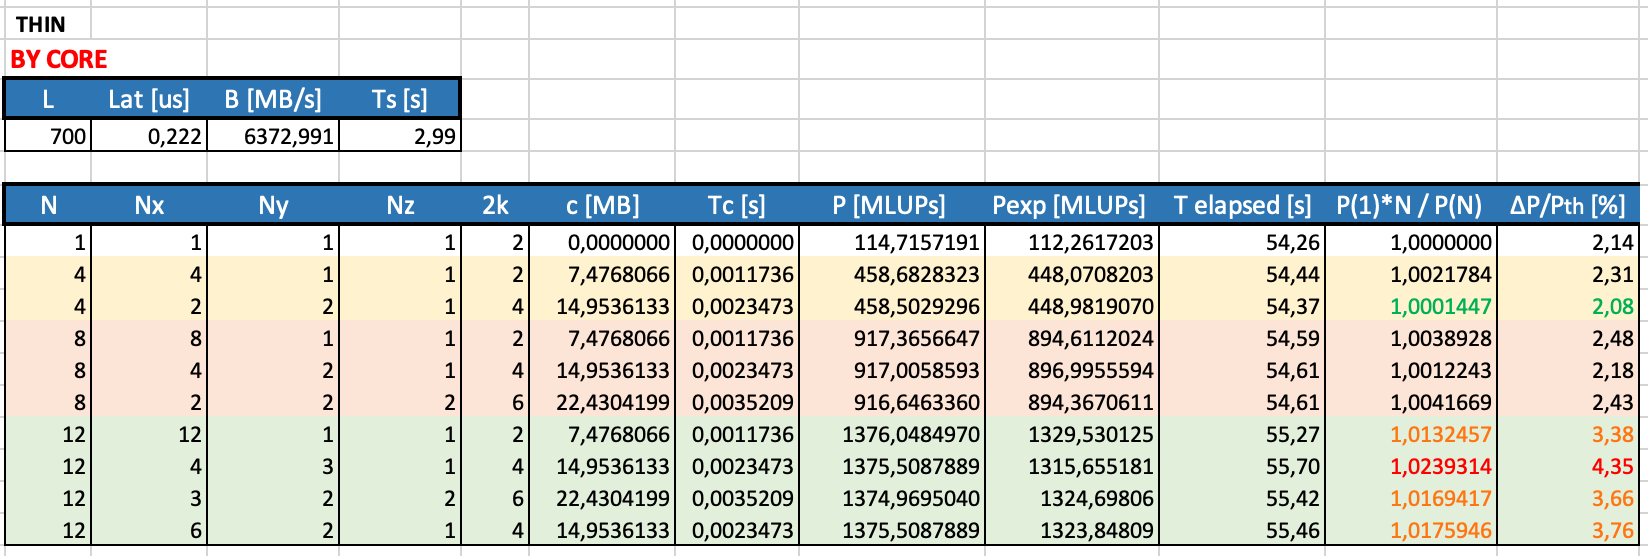 THIN
BY CORE
L Lat [us] B [MB/s] Ts [s]
700 0,222 6372,991 2,99
N Nx Ny Nz 2k c [MB] Tc [s] P [MLUPs] Pexp [MLUPs] T elapsed [s] P(1)*N / P(N) ΔP/Pth [%]
1 1 1 1 2 0,0000000 0,0000000 114,7157191 112,2617203 54,26 1,0000000 2,14
4 4 1 1 2 7,4768066 0,0011736 458,6828323 448,0708203 54,44 1,0021784 2,31
4 2 2 1 4 14,9536133 0,0023473 458,5029296 448,9819070 54,37 1,0001447 2,08
8 8 1 1 2 7,4768066 0,0011736 917,3656647 894,6112024 54,59 1,0038928 2,48
8 4 2 1 4 14,9536133 0,0023473 917,0058593 896,9955594 54,61 1,0012243 2,18
8 2 2 2 6 22,4304199 0,0035209 916,6463360 894,3670611 54,61 1,0041669 2,43
12 12 1 1 2 7,4768066 0,0011736 1376,0484970 1329,530125 55,27 1,0132457 3,38
12 4 3 1 4 14,9536133 0,0023473 1375,5087889 1315,655181 55,70 1,0239314 4,35
12 3 2 2 6 22,4304199 0,0035209 1374,9695040 1324,69806 55,42 1,0169417 3,66
12 6 2 1 4 14,9536133 0,0023473 1375,5087889 1323,84809 55,46 1,0175946 3,76